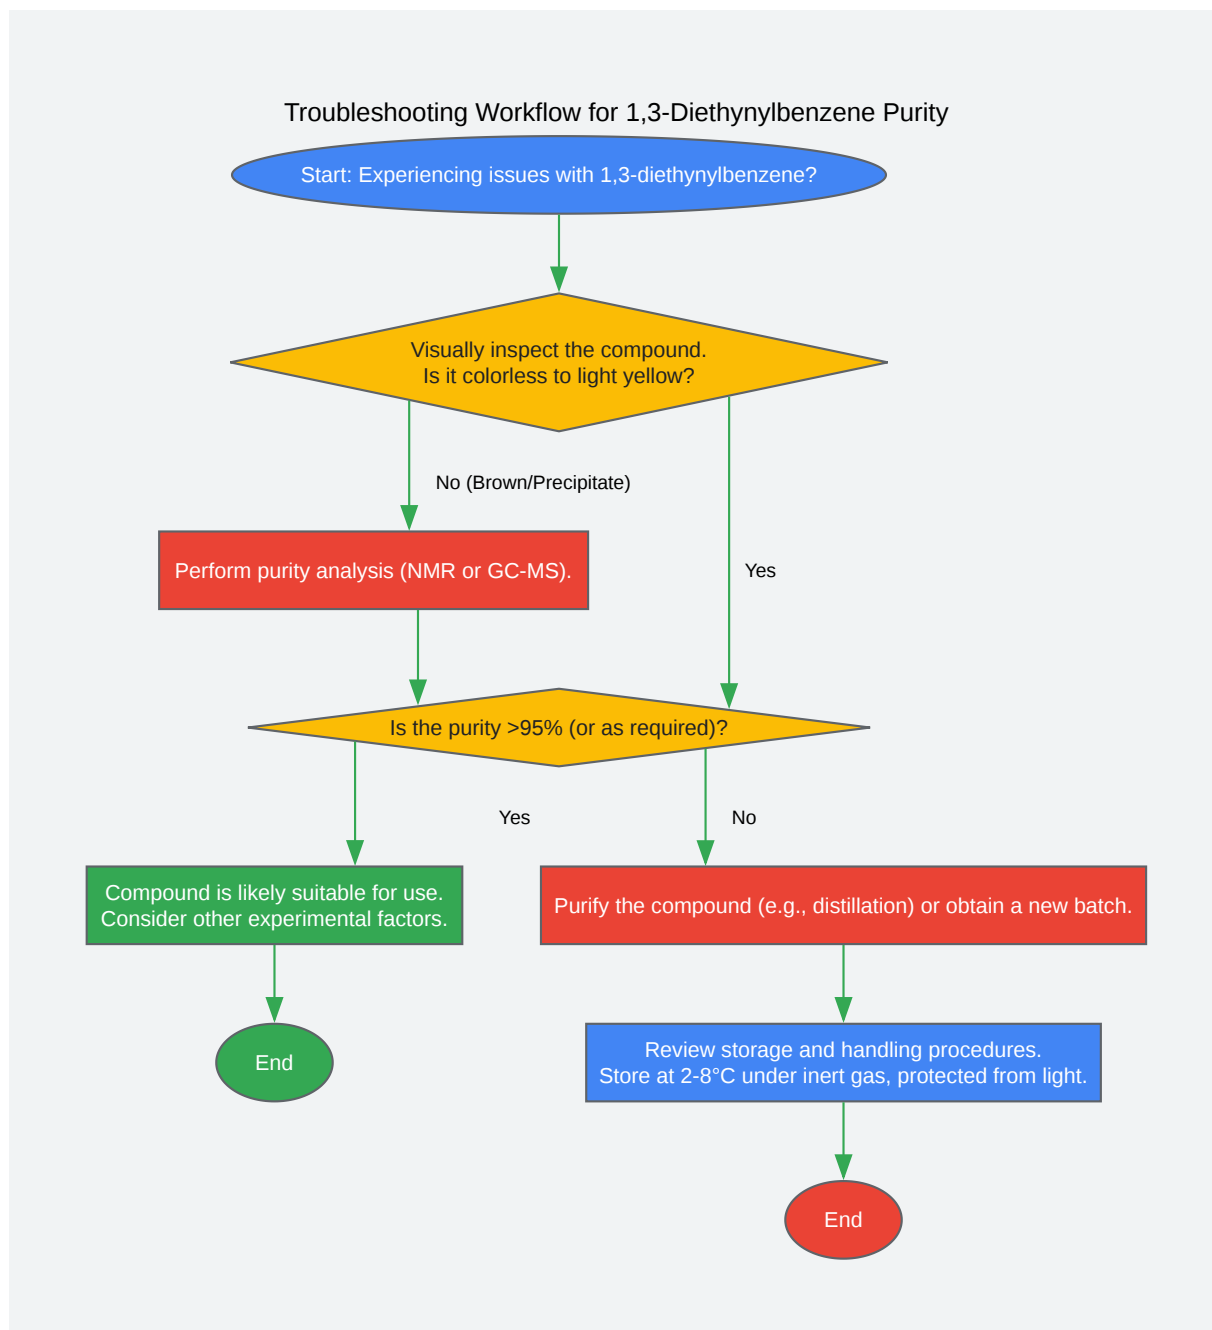 Troubleshooting Workflow for 1,3-Diethynylbenzene Purity
Start: Experiencing issues with 1,3-diethynylbenzene?
Visually inspect the compound.
Is it colorless to light yellow?
No (Brown/Precipitate)
Perform purity analysis (NMR or GC-MS).
Yes
Is the purity >95% (or as required)?
Yes
No
Compound is likely suitable for use.
Consider other experimental factors.
Purify the compound (e.g., distillation) or obtain a new batch.
End
Review storage and handling procedures.
Store at 2-8°C under inert gas, protected from light.
End